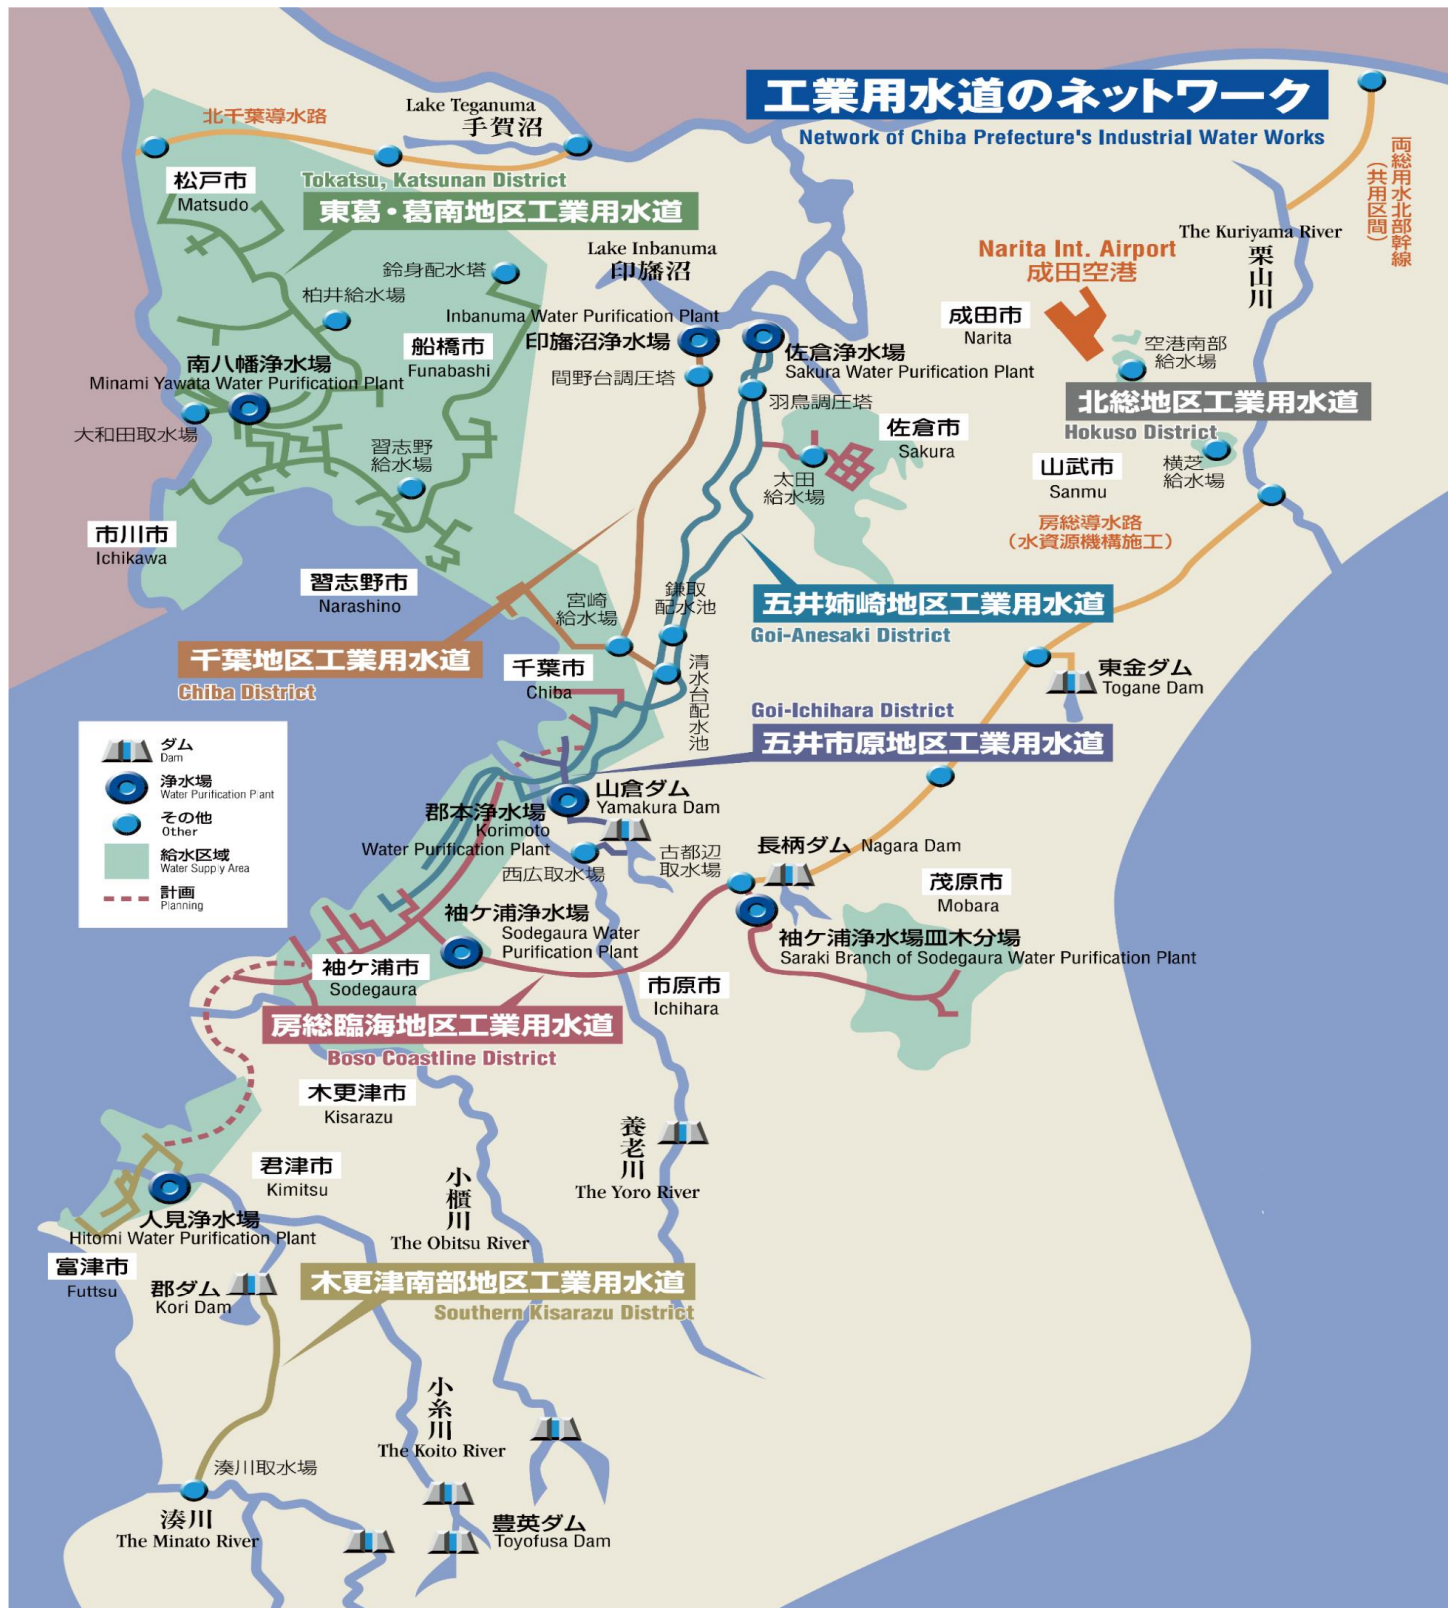 工業用水道のネットワーク
Network of Chiba Prefecture's Industrial Water Works
北千葉導水路
Lake Teganuma
手賀沼
松戸市
Matsudo
Tokatsu, Katsunan District
東葛・葛南地区工業用水道
両総用水北部幹線
（共用区間）
The Kuriyama River
栗山川
Narita Int. Airport
成田空港
Lake Inbanuma
印旛沼
鈴身配水塔
柏井給水場
Inbanuma Water Purification Plant
印旛沼浄水場
成田市
Narita
船橋市
Funabashi
空港南部
給水場
佐倉浄水場
Sakura Water Purification Plant
南八幡浄水場
Minami Yawata Water Purification Plant
間野台調圧塔
羽鳥調圧塔
北総地区工業用水道
Hokuso District
大和田取水場
佐倉市
Sakura
習志野
給水場
太田
給水場
山武市
Sanmu
横芝
給水場
市川市
Ichikawa
房総導水路
（水資源機構施工）
習志野市
Narashino
宮崎
給水場
鎌取
配水池
五井姉崎地区工業用水道
Goi-Anesaki District
千葉地区工業用水道
Chiba District
千葉市
Chiba
清水台配水池
東金ダム
Togane Dam
Goi-Ichihara District
五井市原地区工業用水道
ダム
Dam
浄水場
Water Purification Plant
その他
Other
給水区域
Water Supply Area
計画
Planning
山倉ダム
Yamakura Dam
郡本浄水場
Korimoto
Water Purification Plant
西広取水場
古都辺
取水場
長柄ダム
Nagara Dam
茂原市
Mobara
袖ケ浦浄水場
Sodegaura Water
Purification Plant
袖ケ浦浄水場皿木分場
Saraki Branch of Sodegaura Water Purification Plant
袖ケ浦市
Sodegaura
市原市
Ichihara
房総臨海地区工業用水道
Boso Coastline District
木更津市
Kisarazu
養老川
The Yoro River
君津市
Kimitsu
小櫃川
The Obitsu River
人見浄水場
Hitomi Water Purification Plant
富津市
Futtsu
郡ダム
Kori Dam
木更津南部地区工業用水道
Southern Kisarazu District
小糸川
The Koito River
湊川取水場
湊川
The Minato River
豊英ダム
Toyofusa Dam